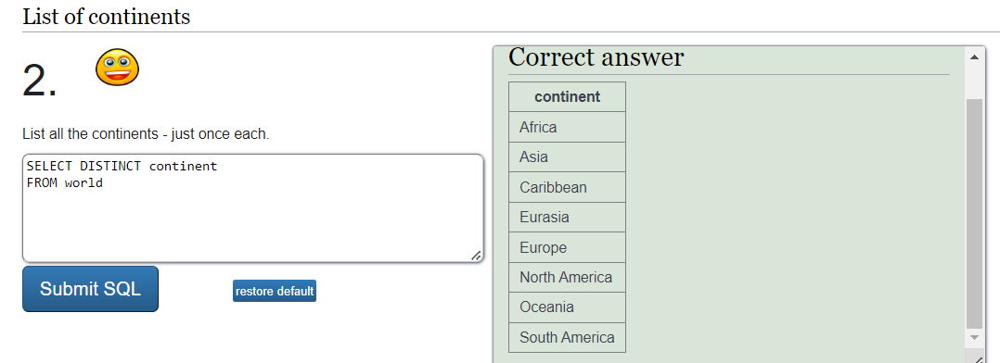 List of continents
2.
List all the continents - just once each.
SELECT DISTINCT continent
FROM world
Submit SQL
restore default
Correct answer
continent
Africa
Asia
Caribbean
Eurasia
Europe
North America
Oceania
South America